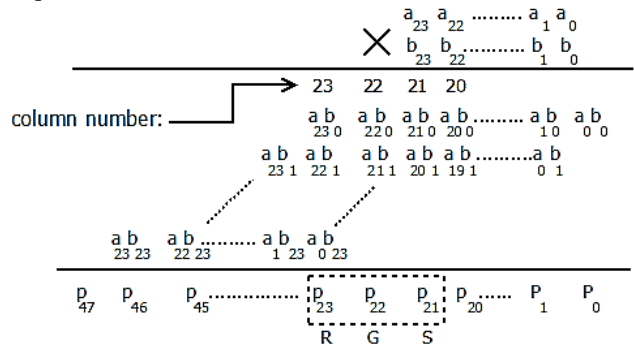 a23 a22 ......... a1 a0
× b23 b22 ......... b1 b0
23 22 21 20
column number:
a23b0 a22b0 a21b0 a20b0 ......... a1b0 a0b0
a23b1 a22b1 a21b1 a20b1 a19b1 ......... a0b1
a23b23 a22b23 ......... a1b23 a0b23
p47 p46 p45 ................... p23 p22 p21 p20 ...... P1 P0
R G S